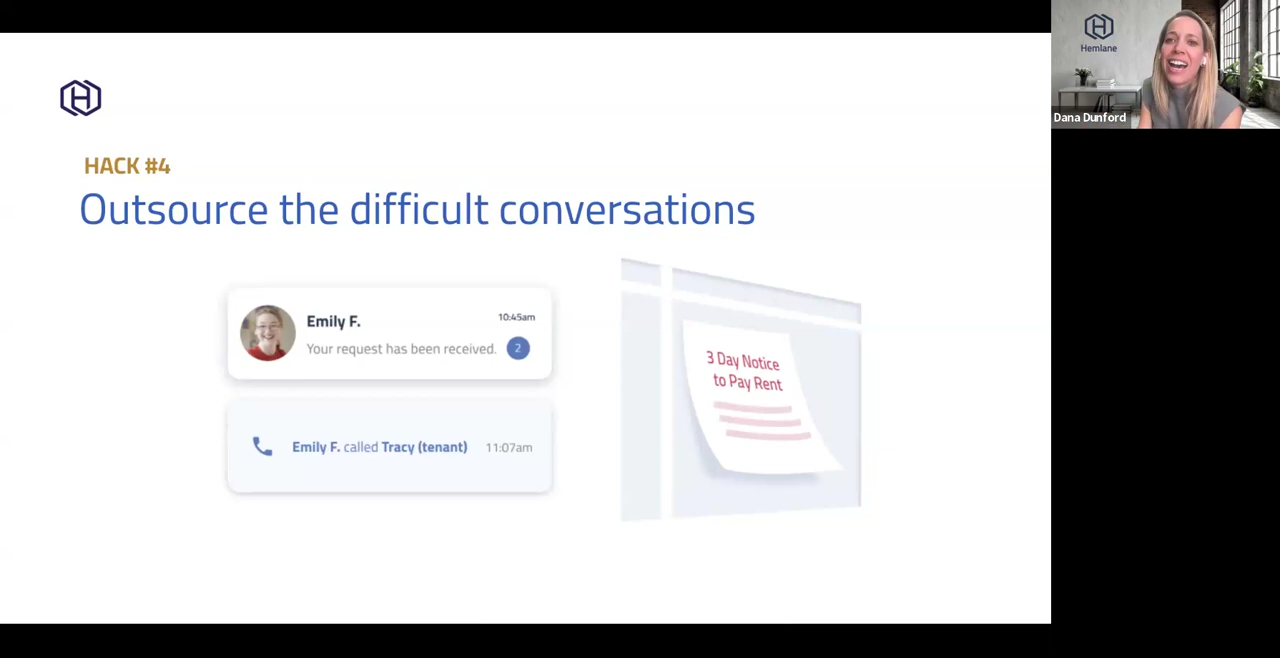 HACK #4
Outsource the difficult conversations
Emily F.
10:45am
Your request has been received.
2
Emily F. called Tracy (tenant)
11:07am
3 Day Notice
to Pay Rent
Hemlane
Dana Dunford